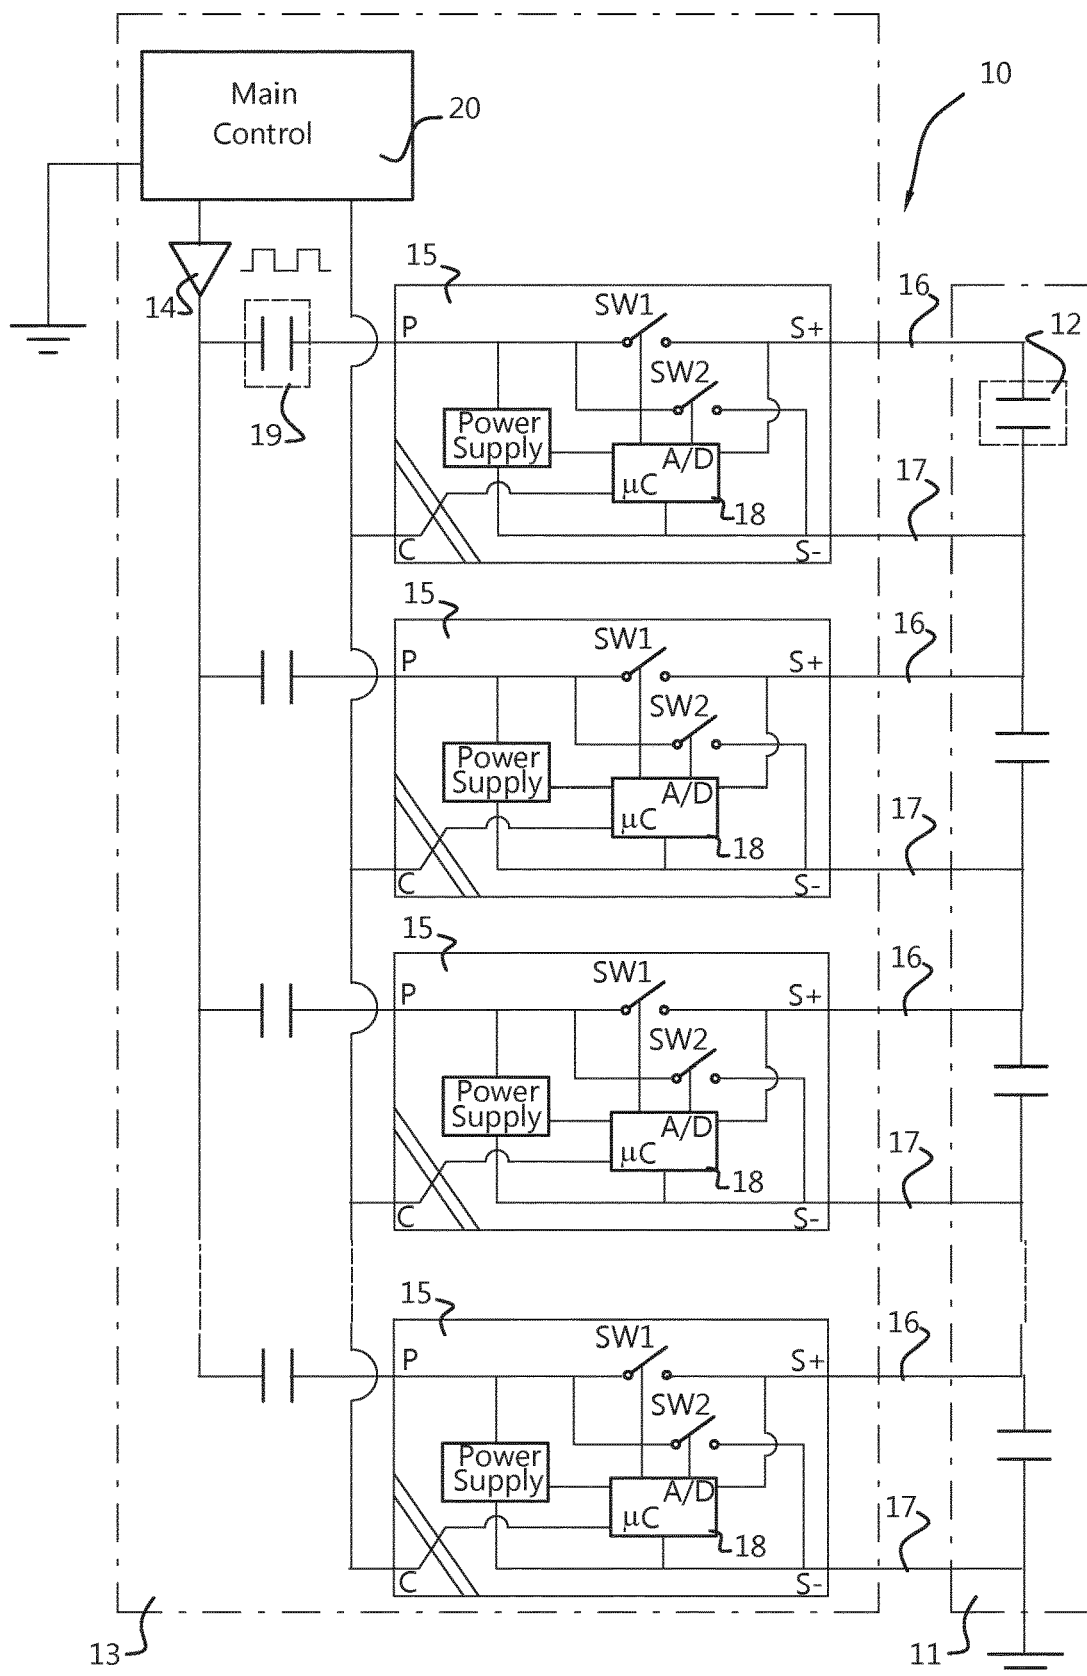 Main
Control
20
10
14
19
15
P
SW1
S+
16
12
SW2
Power
Supply
A/D
μC
18
17
C
S-
15
P
SW1
S+
16
SW2
Power
Supply
A/D
μC
18
17
C
S-
15
P
SW1
S+
16
SW2
Power
Supply
A/D
μC
18
17
C
S-
15
P
SW1
S+
16
SW2
Power
Supply
A/D
μC
18
17
C
S-
13
11